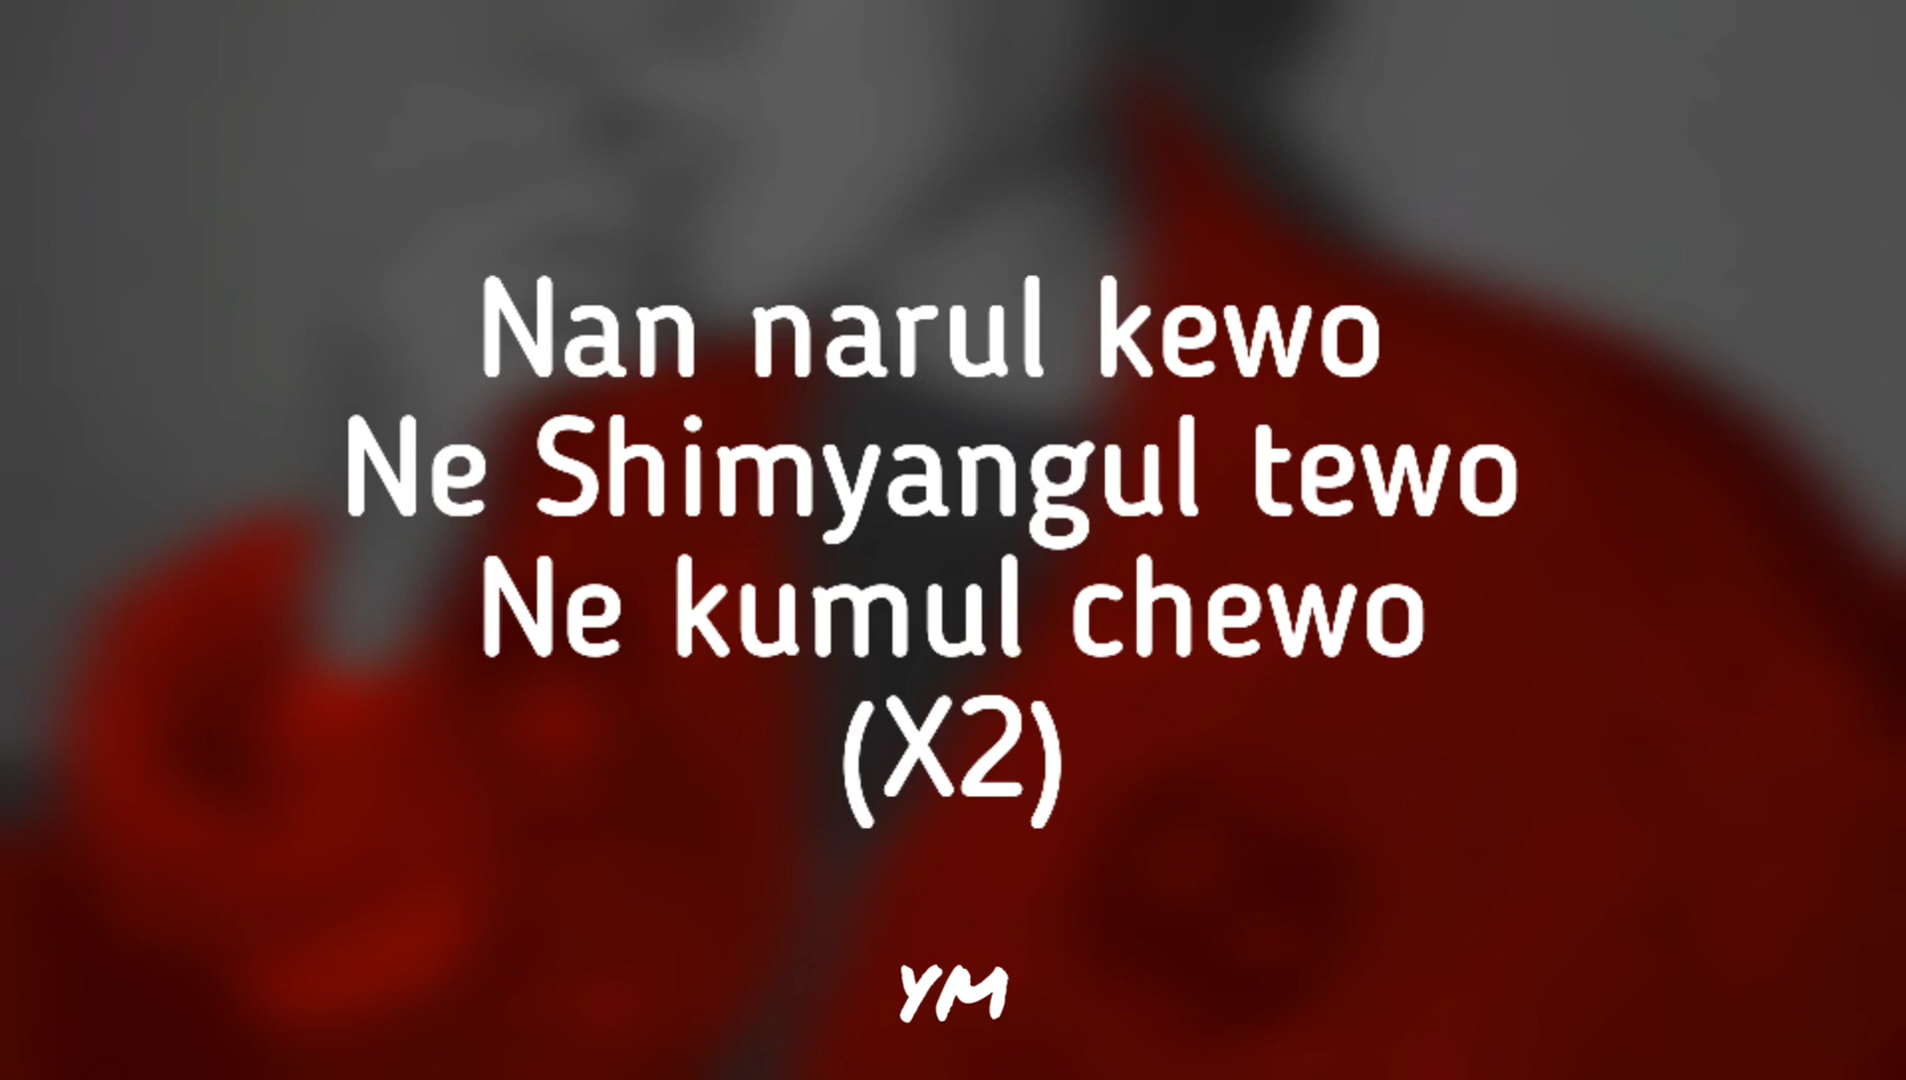 Nan narul kewo
Ne Shimyangul tewo
Ne kumul chewo
(X2)
YM